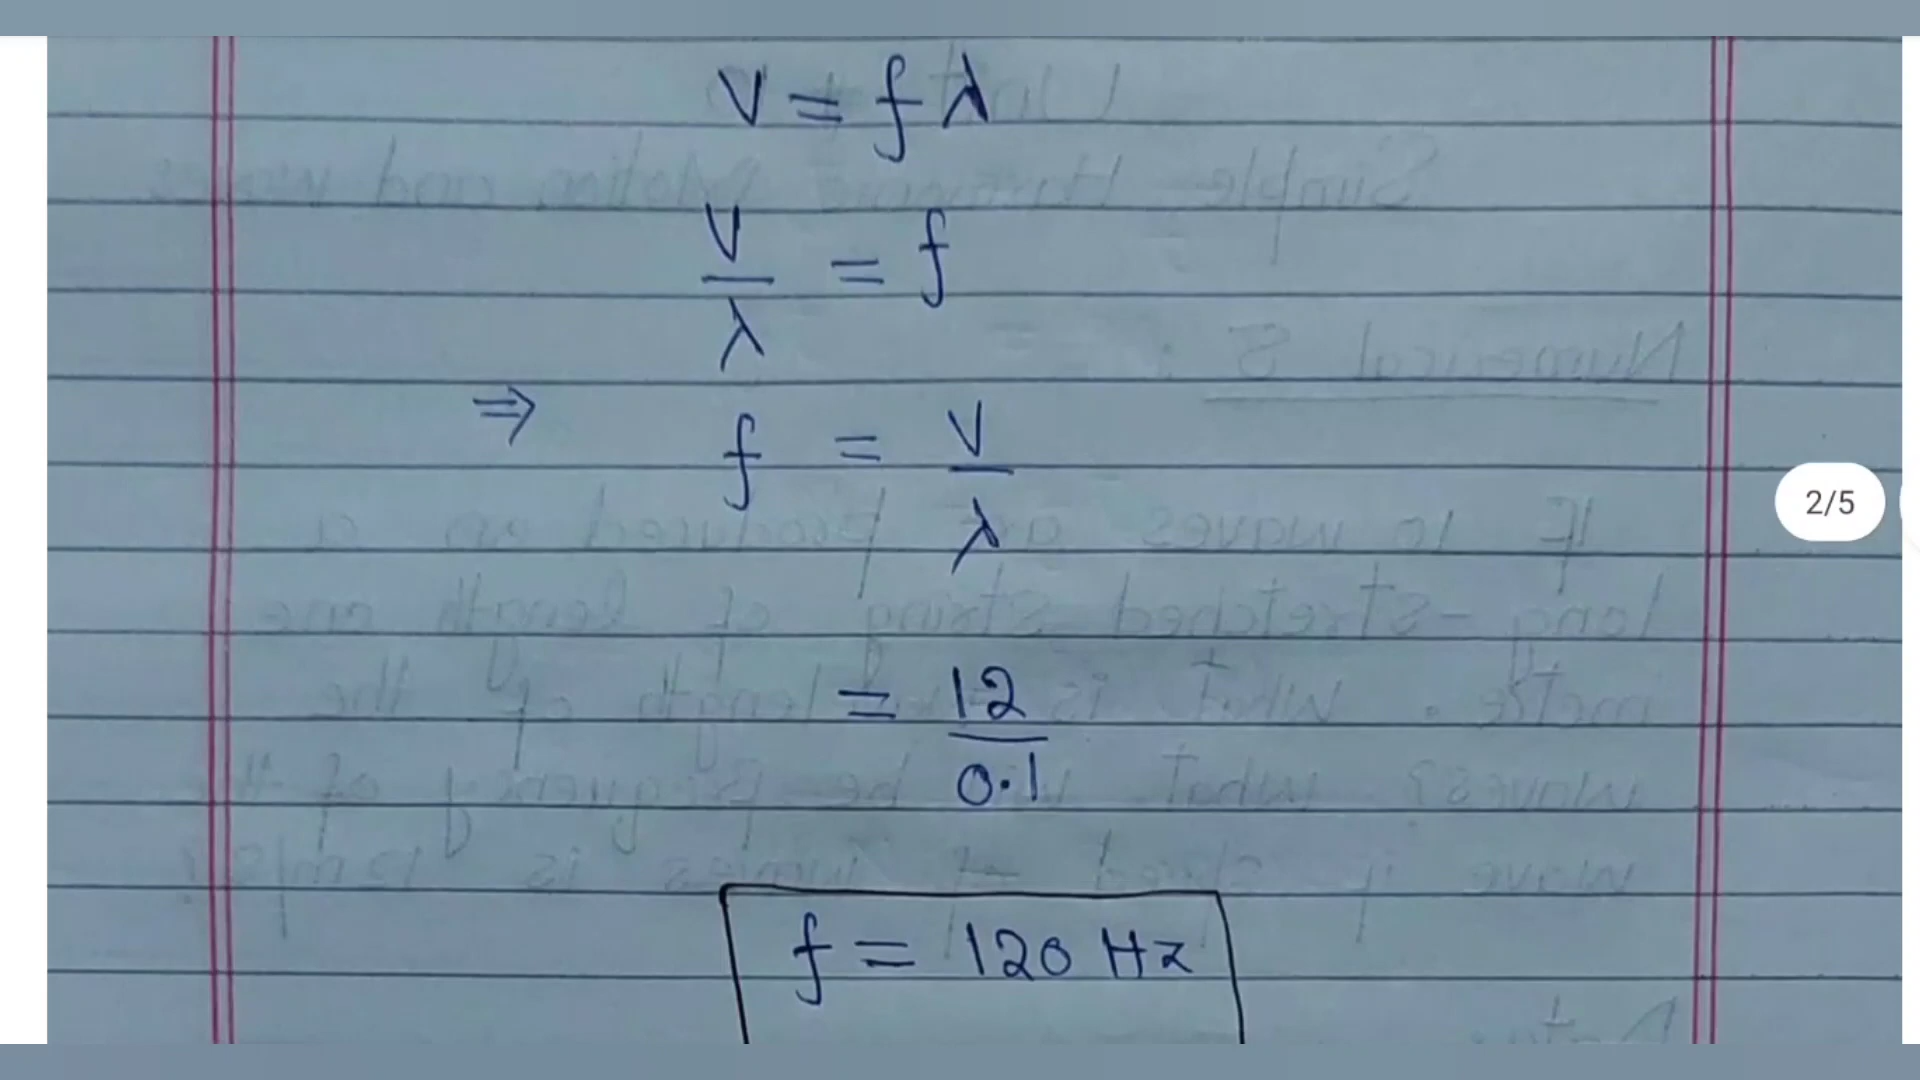 V = fλ
V/λ = f
⇒ f = V/λ
= 12/0.1
f = 120 Hz
2/5